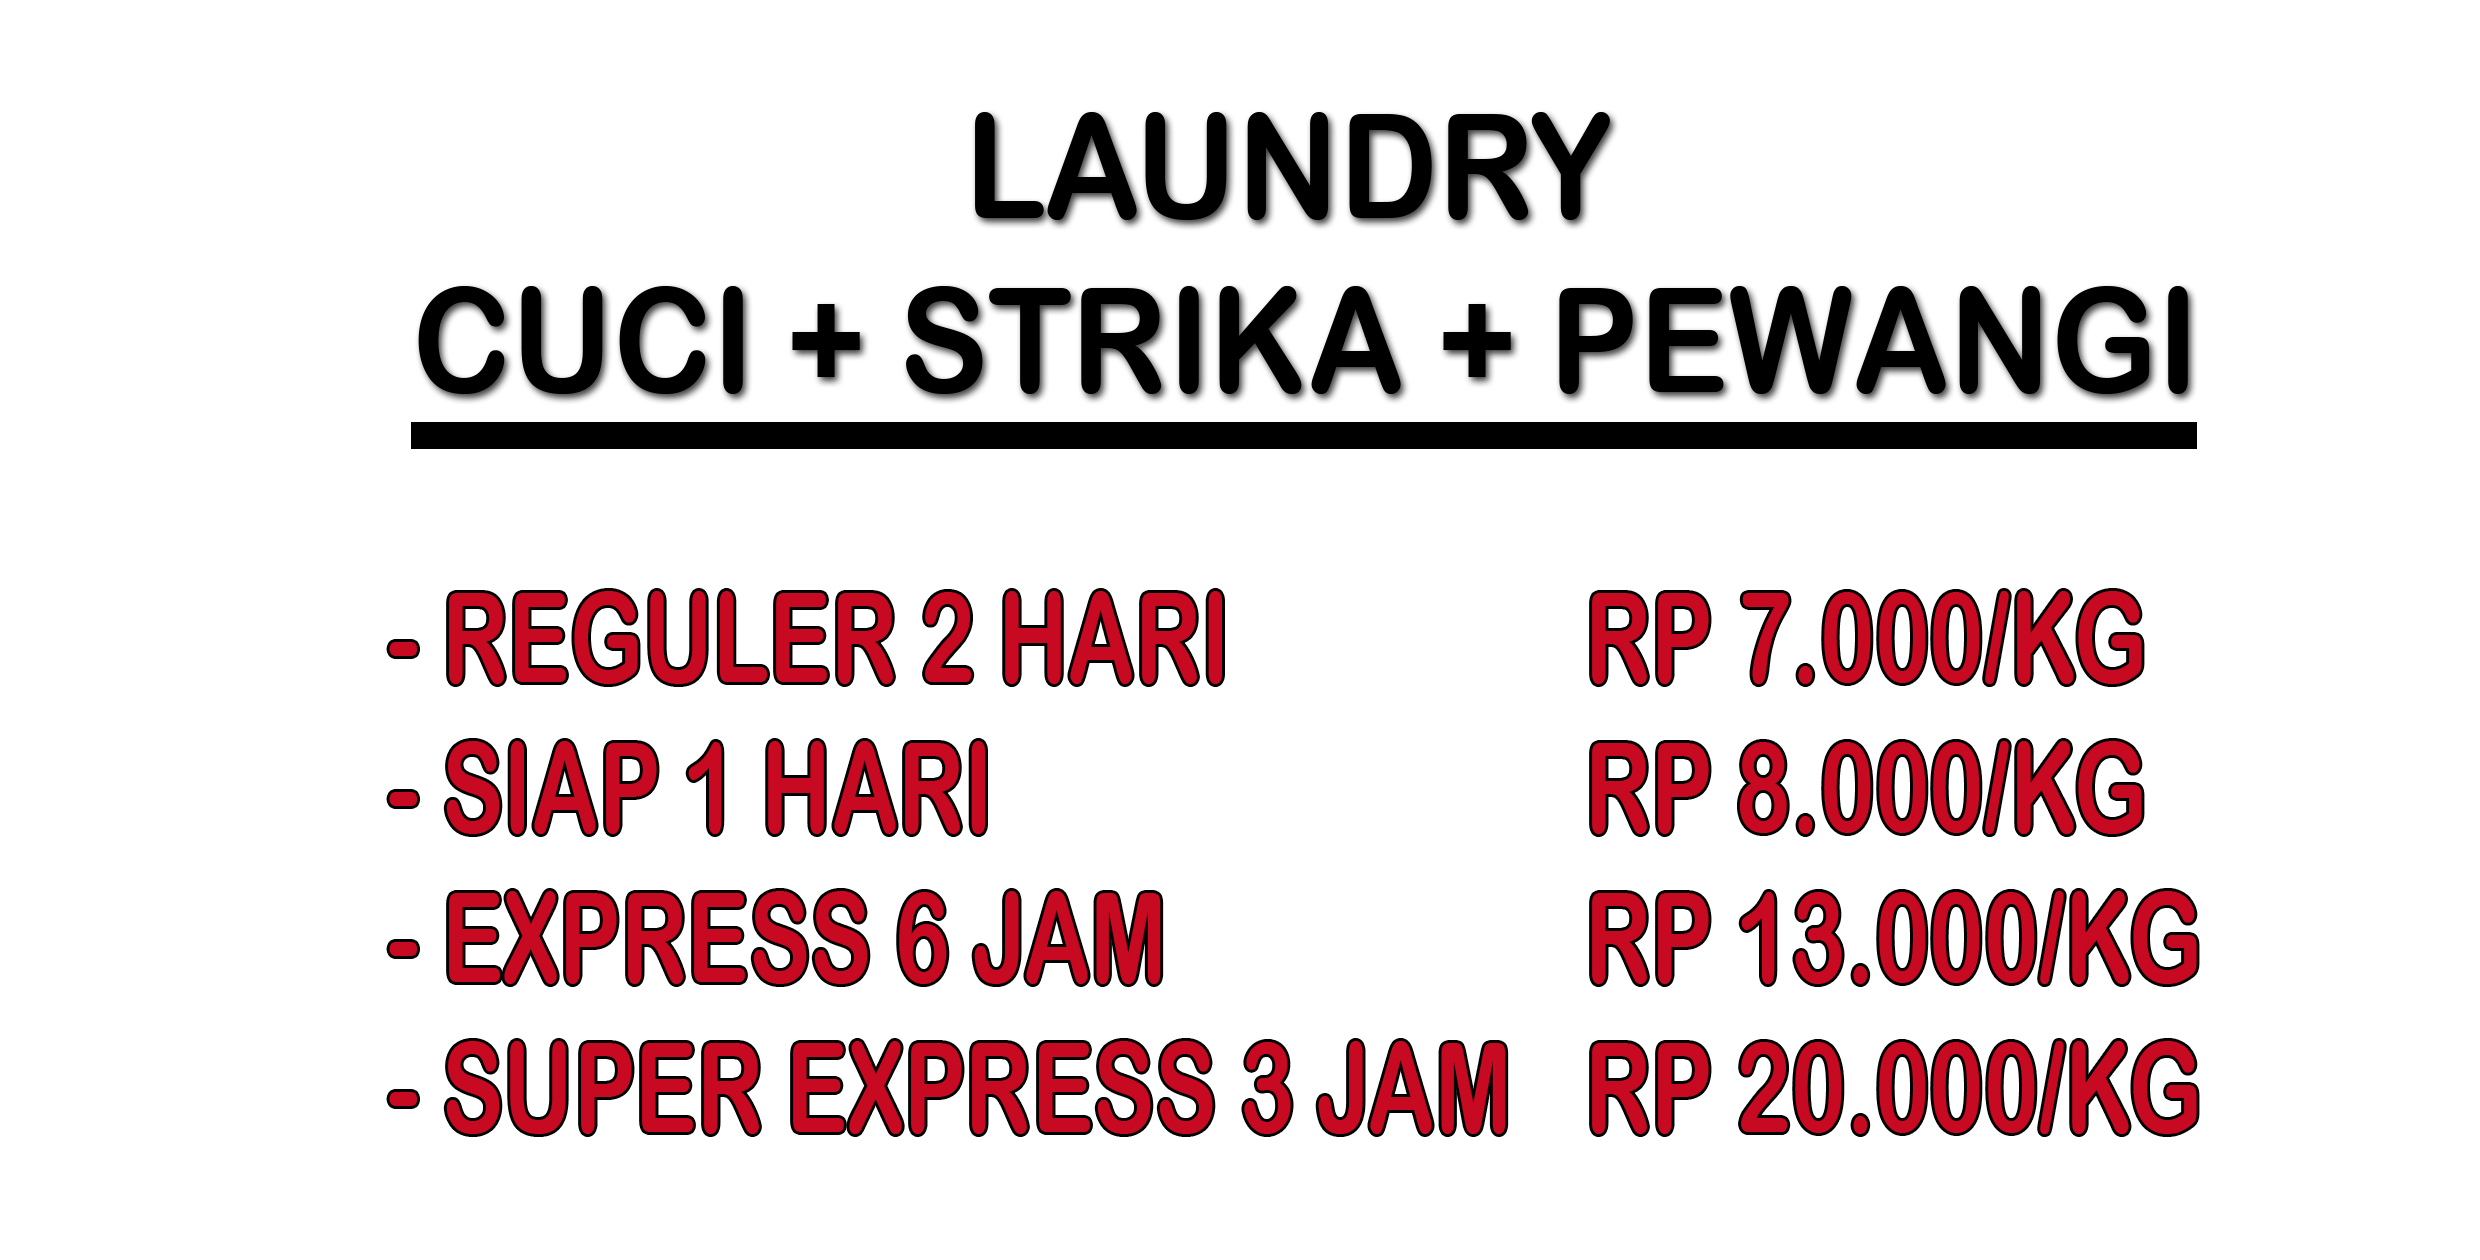 LAUNDRY
CUCI + STRIKA + PEWANGI
- REGULER 2 HARI RP 7.000/KG
- SIAP 1 HARI RP 8.000/KG
- EXPRESS 6 JAM RP 13.000/KG
- SUPER EXPRESS 3 JAM RP 20.000/KG